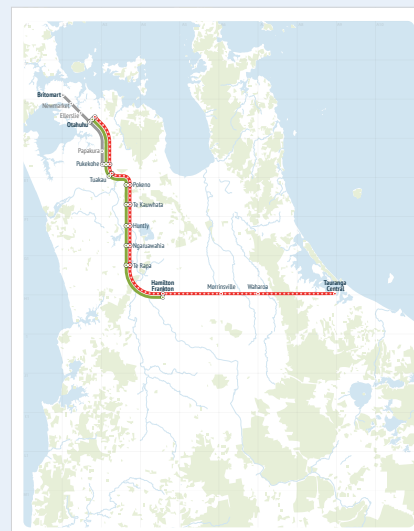 Britomart
Newmarket
Ellerslie
Otahuhu
Papakura
Pukekohe
Tuakau
Pokeno
Te Kauwhata
Huntly
Ngaruawahia
Te Rapa
Hamilton
Frankton
Morrinsville
Waharoa
Tauranga
Central